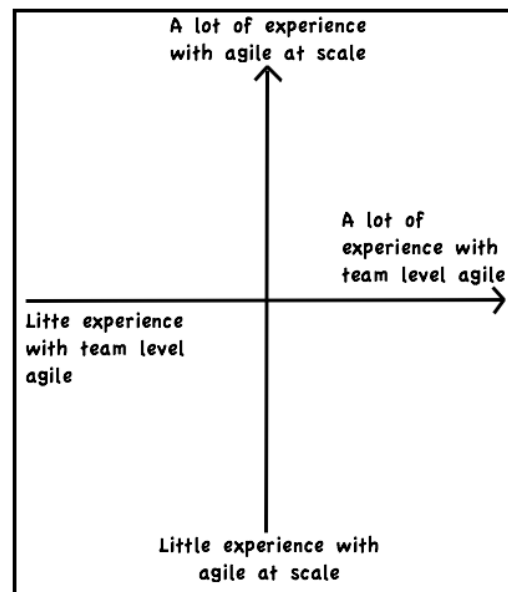 A lot of experience
with agile at scale
A lot of
experience with
team level agile
Litte experience
with team level
agile
Little experience with
agile at scale